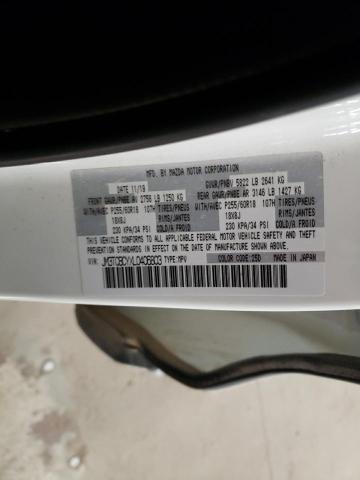 MFD. BY MAZDA MOTOR CORPORATION
DATE 11/19 GVWR/PNBV 5822 LB 2641 KG
FRONT GAWR/PNBE AV 2756 LB 1250 KG REAR GAWR/PNBE AR 3146 LB 1427 KG
WITH/AVEC P255/60R18 107H TIRES/PNEUS WITH/AVEC P255/60R18 107H TIRES/PNEUS
18X8J RIMS/JANTES 18X8J RIMS/JANTES
230 KPA/34 PSI COLD/A FROID 230 KPA/34 PSI COLD/A FROID
THIS VEHICLE CONFORMS TO ALL APPLICABLE FEDERAL MOTOR VEHICLE
SAFETY, BUMPER, AND THEFT PREVENTION STANDARDS
IN EFFECT ON THE DATE OF MANUFACTURE SHOWN ABOVE.
VIN: JM3TCBCYXL0406803 TYPE: MPV COLOR CODE: 25D MADE IN JAPAN